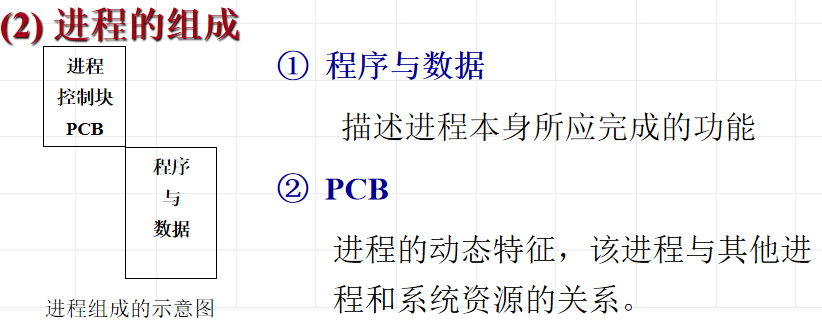 (2) 进程的组成
进程
控制块
PCB
程序
与
数据
进程组成的示意图
① 程序与数据
描述进程本身所应完成的功能
② PCB
进程的动态特征，该进程与其他进
程和系统资源的关系。